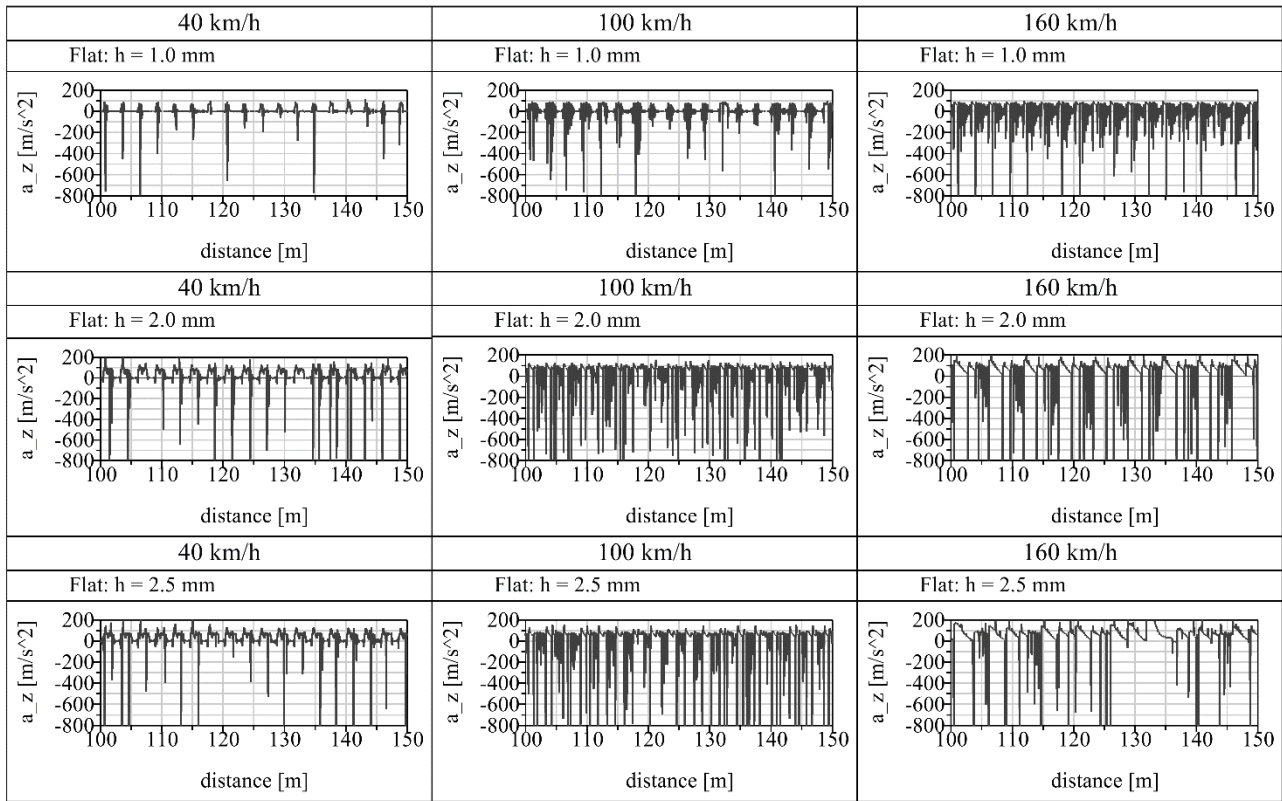 40 km/h 100 km/h 160 km/h
Flat: h = 1.0 mm Flat: h = 1.0 mm Flat: h = 1.0 mm
a_z [m/s^2] 200 0 -200 -400 -600 -800 a_z [m/s^2] 200 0 -200 -400 -600 -800 a_z [m/s^2] 200 0 -200 -400 -600 -800
100 110 120 130 140 150 100 110 120 130 140 150 100 110 120 130 140 150
distance [m] distance [m] distance [m]
40 km/h 100 km/h 160 km/h
Flat: h = 2.0 mm Flat: h = 2.0 mm Flat: h = 2.0 mm
a_z [m/s^2] 200 0 -200 -400 -600 -800 a_z [m/s^2] 200 0 -200 -400 -600 -800 a_z [m/s^2] 200 0 -200 -400 -600 -800
100 110 120 130 140 150 100 110 120 130 140 150 100 110 120 130 140 150
distance [m] distance [m] distance [m]
40 km/h 100 km/h 160 km/h
Flat: h = 2.5 mm Flat: h = 2.5 mm Flat: h = 2.5 mm
a_z [m/s^2] 200 0 -200 -400 -600 -800 a_z [m/s^2] 200 0 -200 -400 -600 -800 a_z [m/s^2] 200 0 -200 -400 -600 -800
100 110 120 130 140 150 100 110 120 130 140 150 100 110 120 130 140 150
distance [m] distance [m] distance [m]